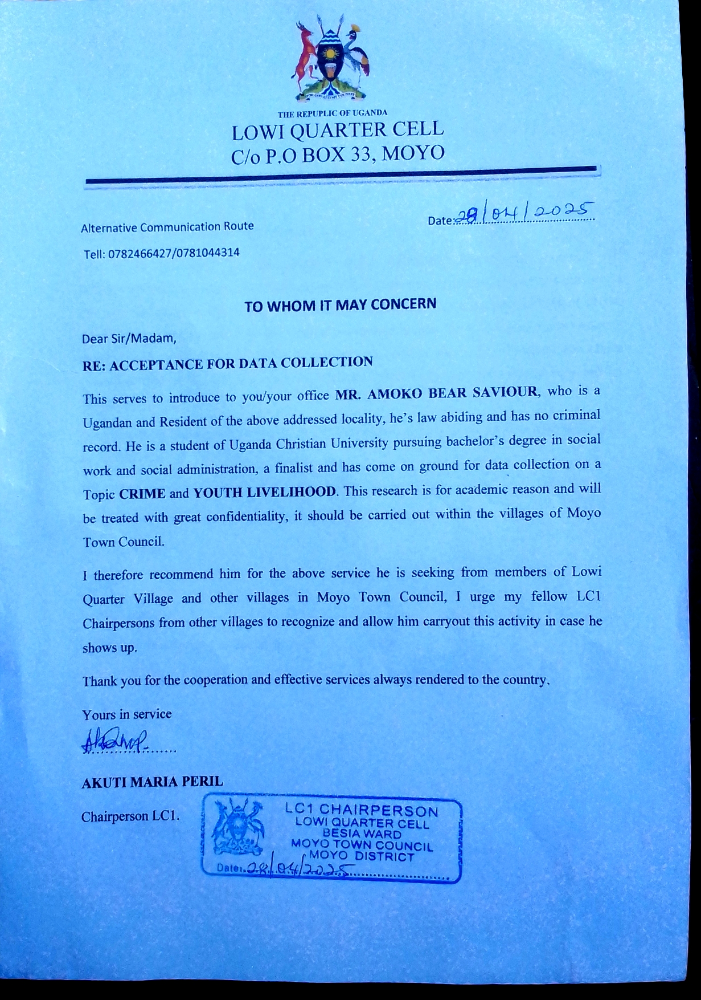 FOR GOD AND MY COUNTRY
THE REPUPLIC OF UGANDA
LOWI QUARTER CELL
C/o P.O BOX 33, MOYO
Date:28/04/2025
Alternative Communication Route
Tell: 0782466427/0781044314
TO WHOM IT MAY CONCERN
Dear Sir/Madam,
RE: ACCEPTANCE FOR DATA COLLECTION
This serves to introduce to you/your office MR. AMOKO BEAR SAVIOUR, who is a
Ugandan and Resident of the above addressed locality, he's law abiding and has no criminal
record. He is a student of Uganda Christian University pursuing bachelor's degree in social
work and social administration, a finalist and has come on ground for data collection on a
Topic CRIME and YOUTH LIVELIHOOD. This research is for academic reason and will
be treated with great confidentiality, it should be carried out within the villages of Moyo
Town Council.
I therefore recommend him for the above service he is seeking from members of Lowi
Quarter Village and other villages in Moyo Town Council, I urge my fellow LC1
Chairpersons from other villages to recognize and allow him carryout this activity in case he
shows up.
Thank you for the cooperation and effective services always rendered to the country.
Yours in service
AKUTI MARIA PERIL
Chairperson LC1.
LC1 CHAIRPERSON
LOWI QUARTER CELL
BESIA WARD
MOYO TOWN COUNCIL
MOYO DISTRICT
Date:28/04/2025